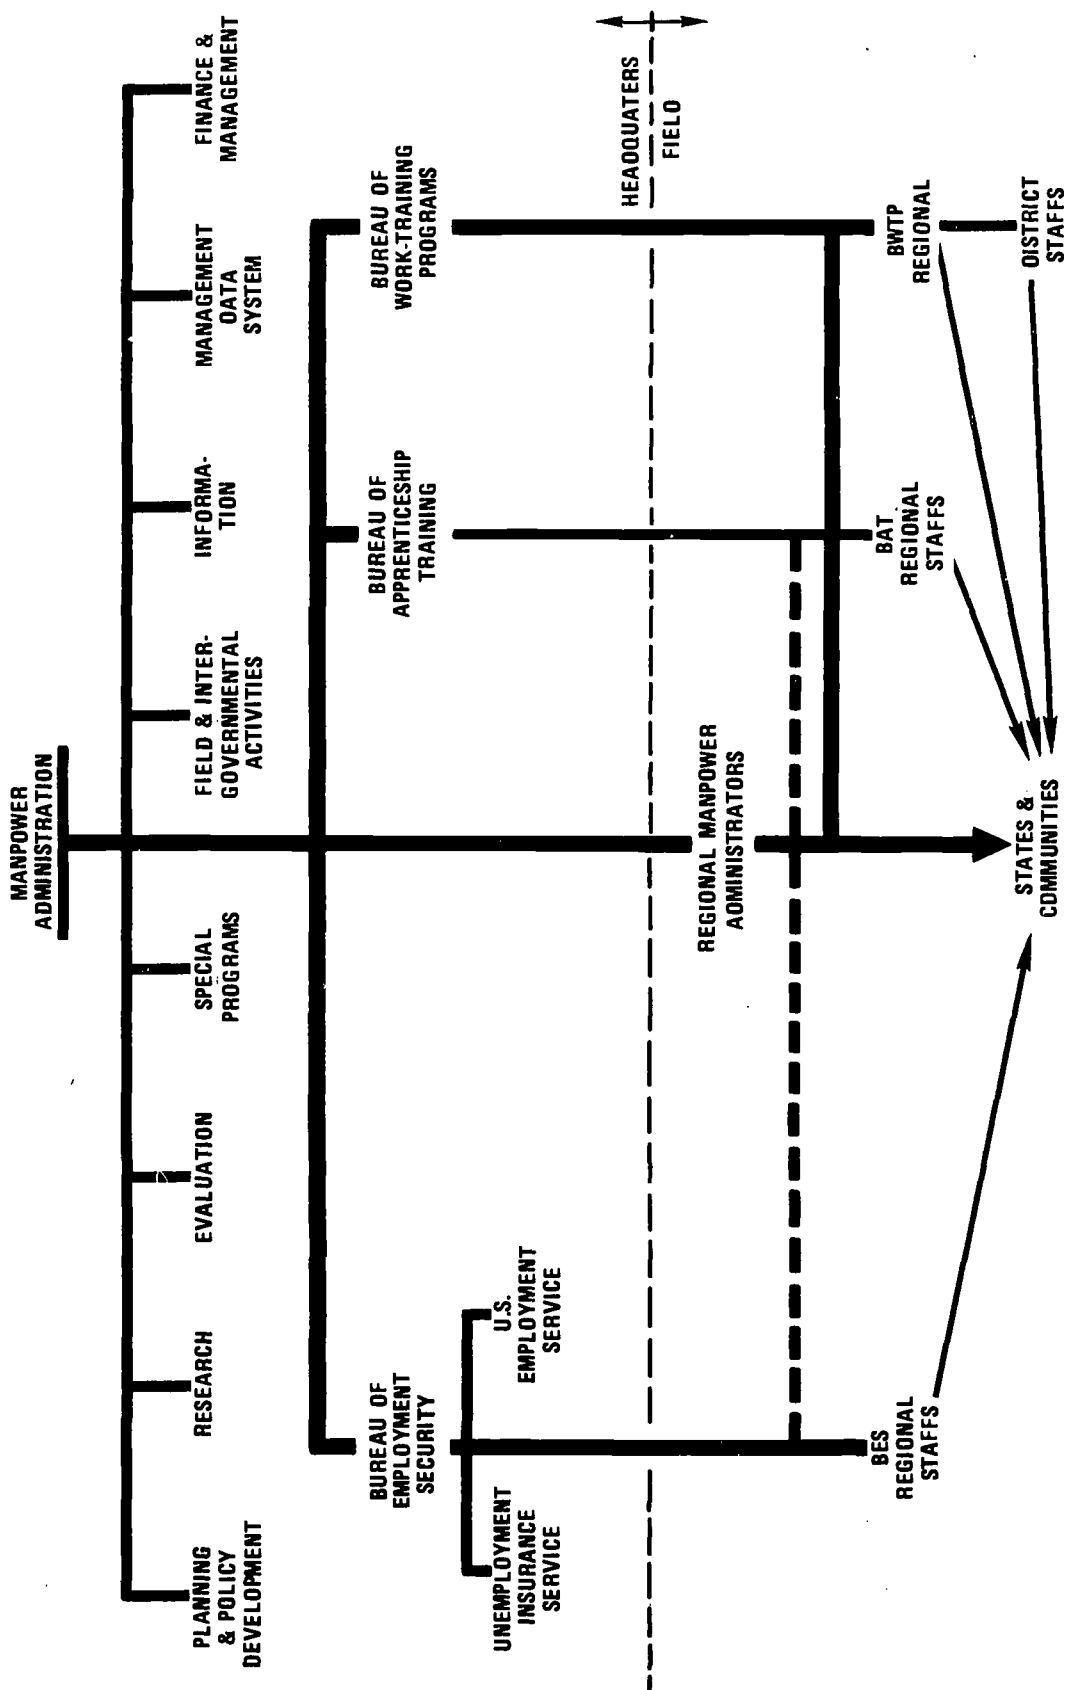 MANPOWER
ADMINISTRATION
PLANNING
& POLICY
DEVELOPMENT
RESEARCH
EVALUATION
SPECIAL
PROGRAMS
FIELD & INTER-
GOVERNMENTAL
ACTIVITIES
INFORMA-
TION
MANAGEMENT
DATA
SYSTEM
FINANCE &
MANAGEMENT
BUREAU OF
EMPLOYMENT
SECURITY
BUREAU OF
APPRENTICESHIP
TRAINING
BUREAU OF
WORK-TRAINING
PROGRAMS
UNEMPLOYMENT
INSURANCE
SERVICE
U.S.
EMPLOYMENT
SERVICE
HEADQUATERS
FIELD
REGIONAL MANPOWER
ADMINISTRATORS
BES
REGIONAL
STAFFS
BAT
REGIONAL
STAFFS
BWTP
REGIONAL
STATES &
COMMUNITIES
DISTRICT
STAFFS